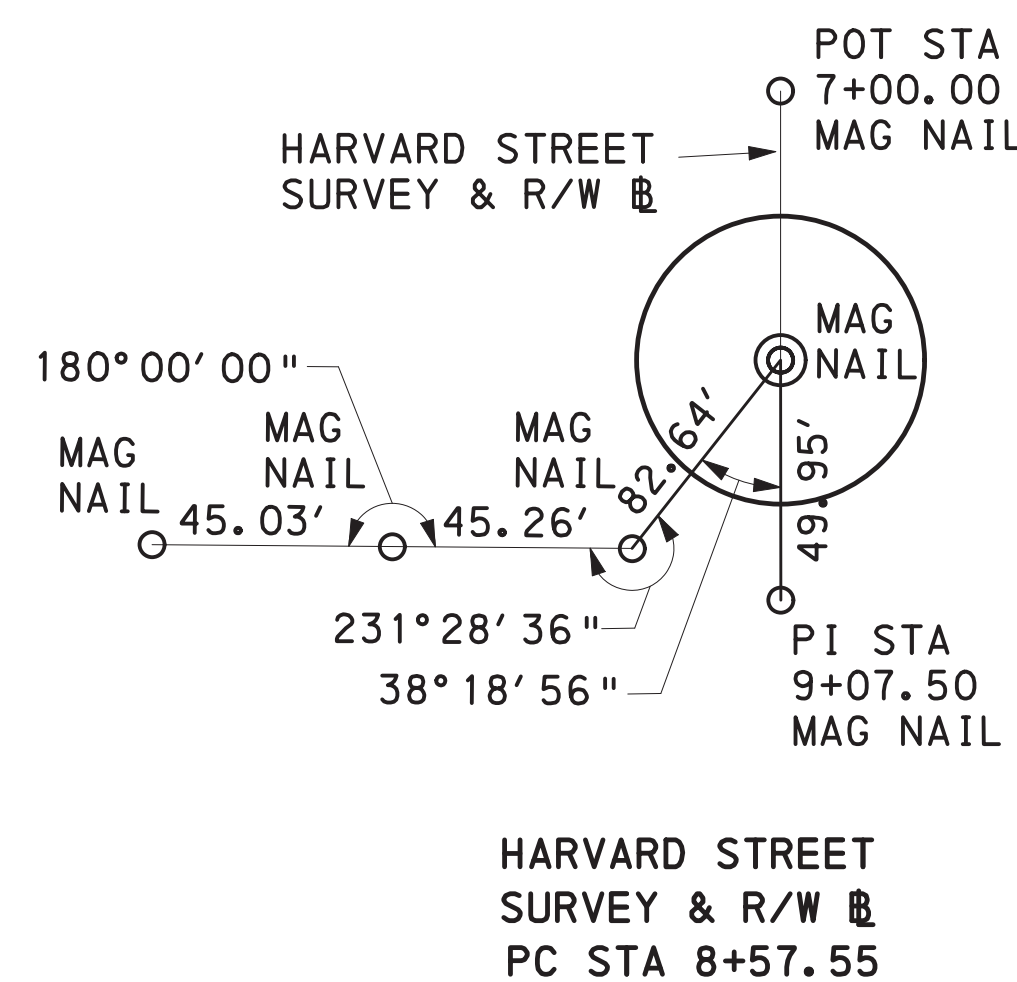 POT STA
7+00.00
MAG NAIL
HARVARD STREET
SURVEY & R/W BL
MAG
NAIL
180°00'00"
MAG
NAIL
MAG
NAIL
MAG
NAIL
82.64'
49.95'
45.03'
45.26'
231°28'36"
38°18'56"
PI STA
9+07.50
MAG NAIL
HARVARD STREET
SURVEY & R/W BL
PC STA 8+57.55